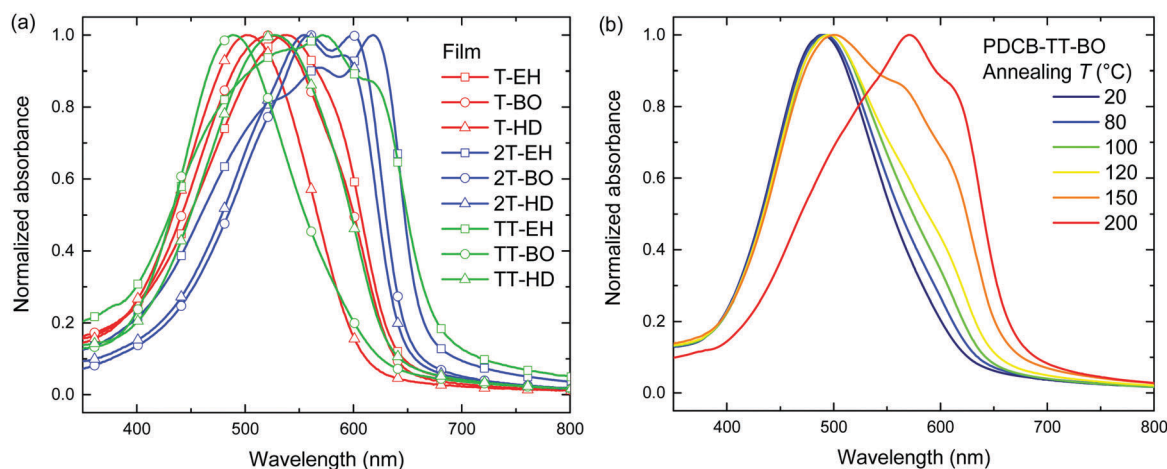 (a)
Normalized absorbance
1.0
0.8
0.6
0.4
0.2
0.0
400 500 600 700 800
Wavelength (nm)
Film
T-EH
T-BO
T-HD
2T-EH
2T-BO
2T-HD
TT-EH
TT-BO
TT-HD
(b)
Normalized absorbance
1.0
0.8
0.6
0.4
0.2
0.0
400 500 600 700 800
Wavelength (nm)
PDCB-TT-BO
Annealing T (°C)
20
80
100
120
150
200